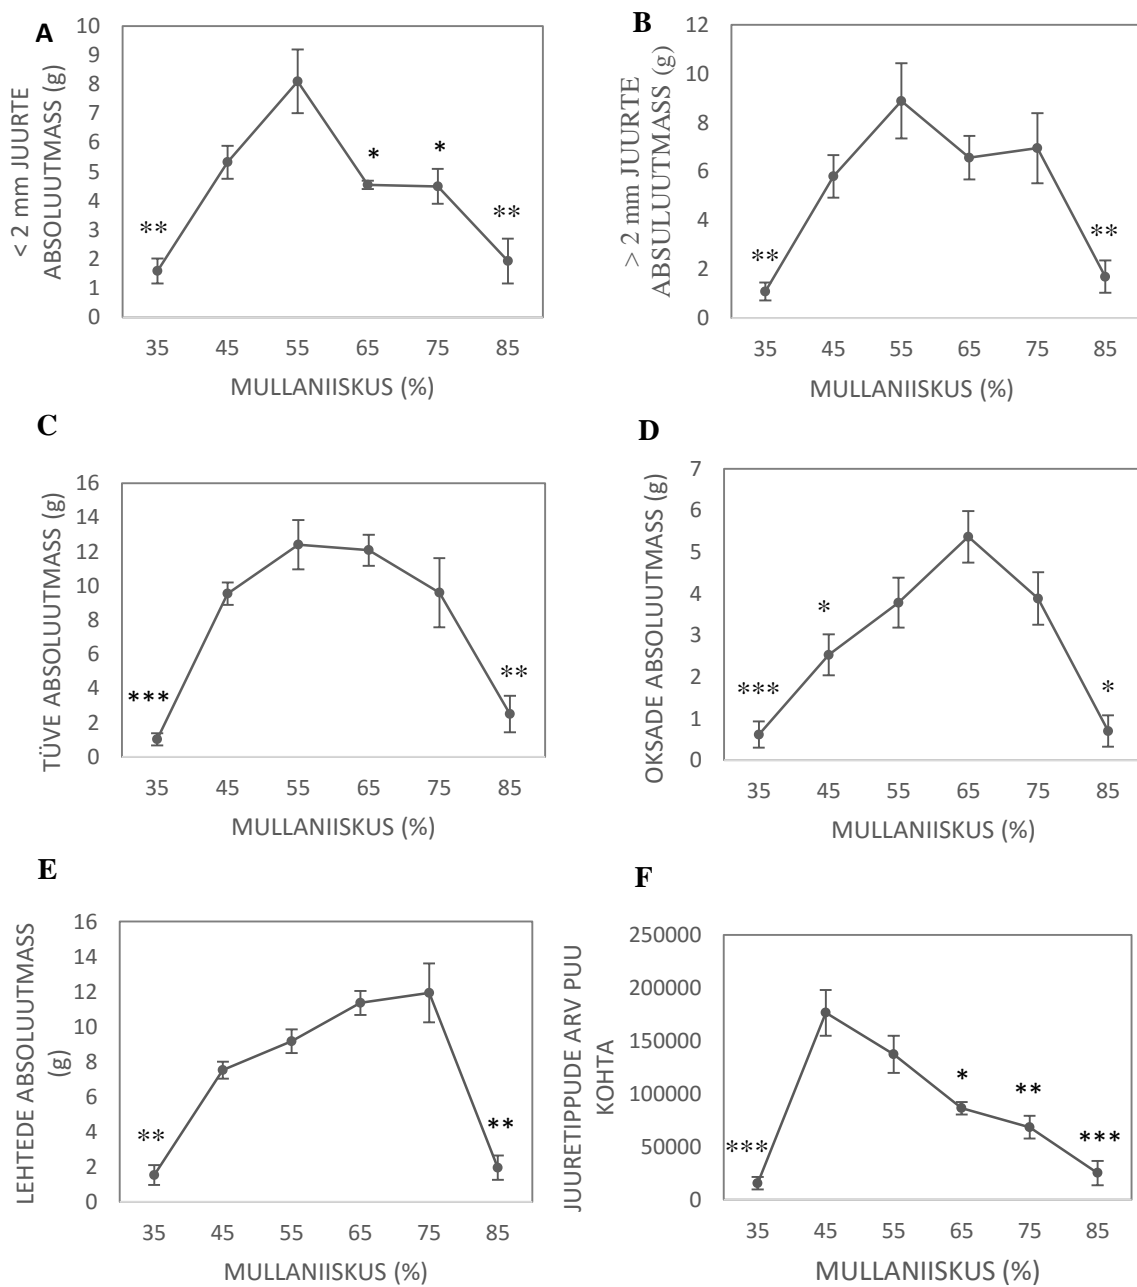 A
< 2 mm JUURTE
ABSOLUUTMASS (g)
10
9
8
7
6
5
4
3
2
1
0
**
*
*
**
35 45 55 65 75 85
MULLANIISKUS (%)
B
> 2 mm JUURTE
ABSULUUTMASS (g)
12
10
8
6
4
2
0
**
**
35 45 55 65 75 85
MULLANIISKUS (%)
C
TÜVE ABSOLUUTMASS (g)
16
14
12
10
8
6
4
2
0
***
**
35 45 55 65 75 85
MULLANIISKUS (%)
D
OKSADE ABSOLUUTMASS (g)
7
6
5
4
3
2
1
0
***
*
*
35 45 55 65 75 85
MULLANIISKUS (%)
E
LEHTEDE ABSOLUUTMASS
(g)
16
14
12
10
8
6
4
2
0
**
**
35 45 55 65 75 85
MULLANIISKUS (%)
F
JUURETIPPUDE ARV PUU
KOHTA
250000
200000
150000
100000
50000
0
***
*
**
***
35 45 55 65 75 85
MULLANIISKUS (%)